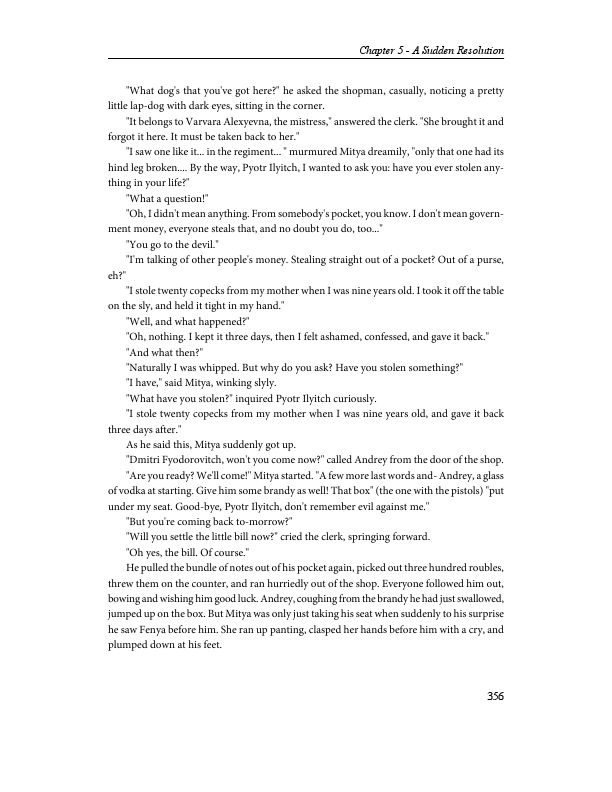 Chapter 5 - A Sudden Resolution
"What dog's that you've got here?" he asked the shopman, casually, noticing a pretty
little lap-dog with dark eyes, sitting in the corner.
"It belongs to Varvara Alexyevna, the mistress," answered the clerk. "She brought it and
forgot it here. It must be taken back to her."
"I saw one like it... in the regiment... " murmured Mitya dreamily, "only that one had its
hind leg broken.... By the way, Pyotr Ilyitch, I wanted to ask you: have you ever stolen any-
thing in your life?"
"What a question!"
"Oh, I didn't mean anything. From somebody's pocket, you know. I don't mean govern-
ment money, everyone steals that, and no doubt you do, too..."
"You go to the devil."
"I'm talking of other people's money. Stealing straight out of a pocket? Out of a purse,
eh?"
"I stole twenty copecks from my mother when I was nine years old. I took it off the table
on the sly, and held it tight in my hand."
"Well, and what happened?"
"Oh, nothing. I kept it three days, then I felt ashamed, confessed, and gave it back."
"And what then?"
"Naturally I was whipped. But why do you ask? Have you stolen something?"
"I have," said Mitya, winking slyly.
"What have you stolen?" inquired Pyotr Ilyitch curiously.
"I stole twenty copecks from my mother when I was nine years old, and gave it back
three days after."
As he said this, Mitya suddenly got up.
"Dmitri Fyodorovitch, won't you come now?" called Andrey from the door of the shop.
"Are you ready? We'll come!" Mitya started. "A few more last words and- Andrey, a glass
of vodka at starting. Give him some brandy as well! That box" (the one with the pistols) "put
under my seat. Good-bye, Pyotr Ilyitch, don't remember evil against me."
"But you're coming back to-morrow?"
"Will you settle the little bill now?" cried the clerk, springing forward.
"Oh yes, the bill. Of course."
He pulled the bundle of notes out of his pocket again, picked out three hundred roubles,
threw them on the counter, and ran hurriedly out of the shop. Everyone followed him out,
bowing and wishing him good luck. Andrey, coughing from the brandy he had just swallowed,
jumped up on the box. But Mitya was only just taking his seat when suddenly to his surprise
he saw Fenya before him. She ran up panting, clasped her hands before him with a cry, and
plumped down at his feet.
356